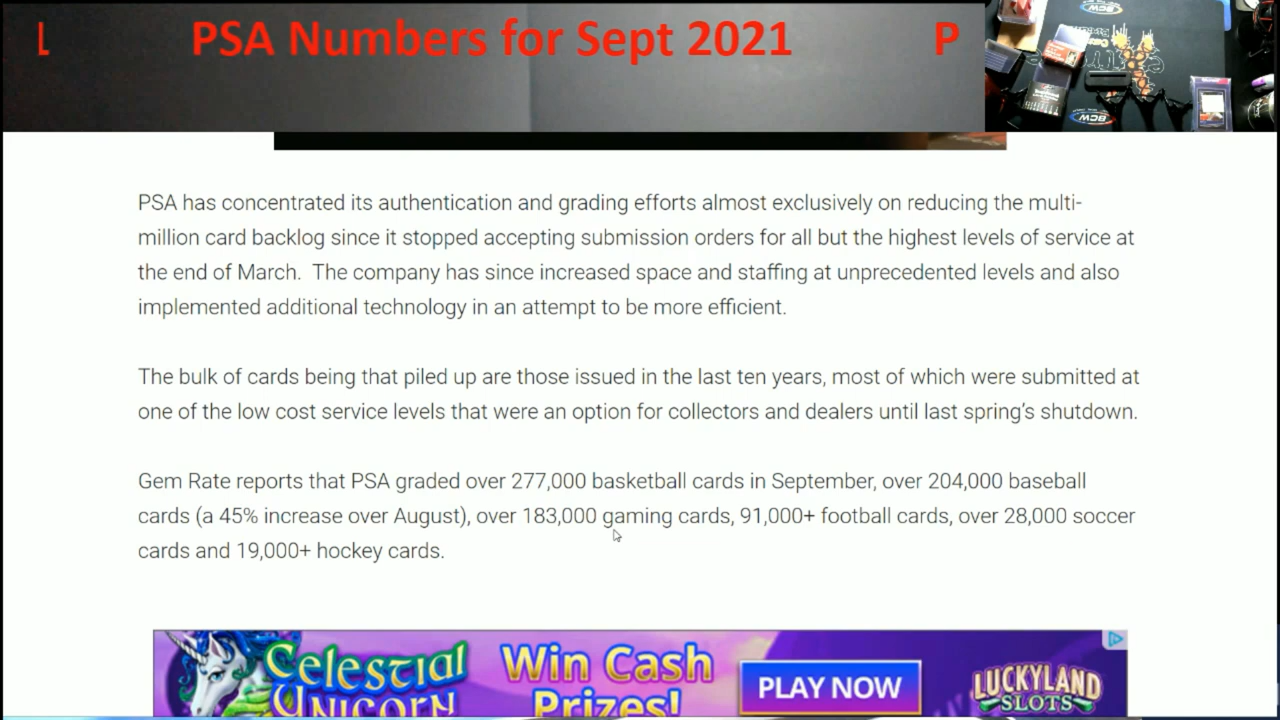 L PSA Numbers for Sept 2021 P
BCW
BCW
PSA has concentrated its authentication and grading efforts almost exclusively on reducing the multi-
million card backlog since it stopped accepting submission orders for all but the highest levels of service at
the end of March. The company has since increased space and staffing at unprecedented levels and also
implemented additional technology in an attempt to be more efficient.
The bulk of cards being that piled up are those issued in the last ten years, most of which were submitted at
one of the low cost service levels that were an option for collectors and dealers until last spring’s shutdown.
Gem Rate reports that PSA graded over 277,000 basketball cards in September, over 204,000 baseball
cards (a 45% increase over August), over 183,000 gaming cards, 91,000+ football cards, over 28,000 soccer
cards and 19,000+ hockey cards.
Celestial
Unicorn
Win Cash
Prizes!
PLAY NOW
LUCKYLAND
SLOTS